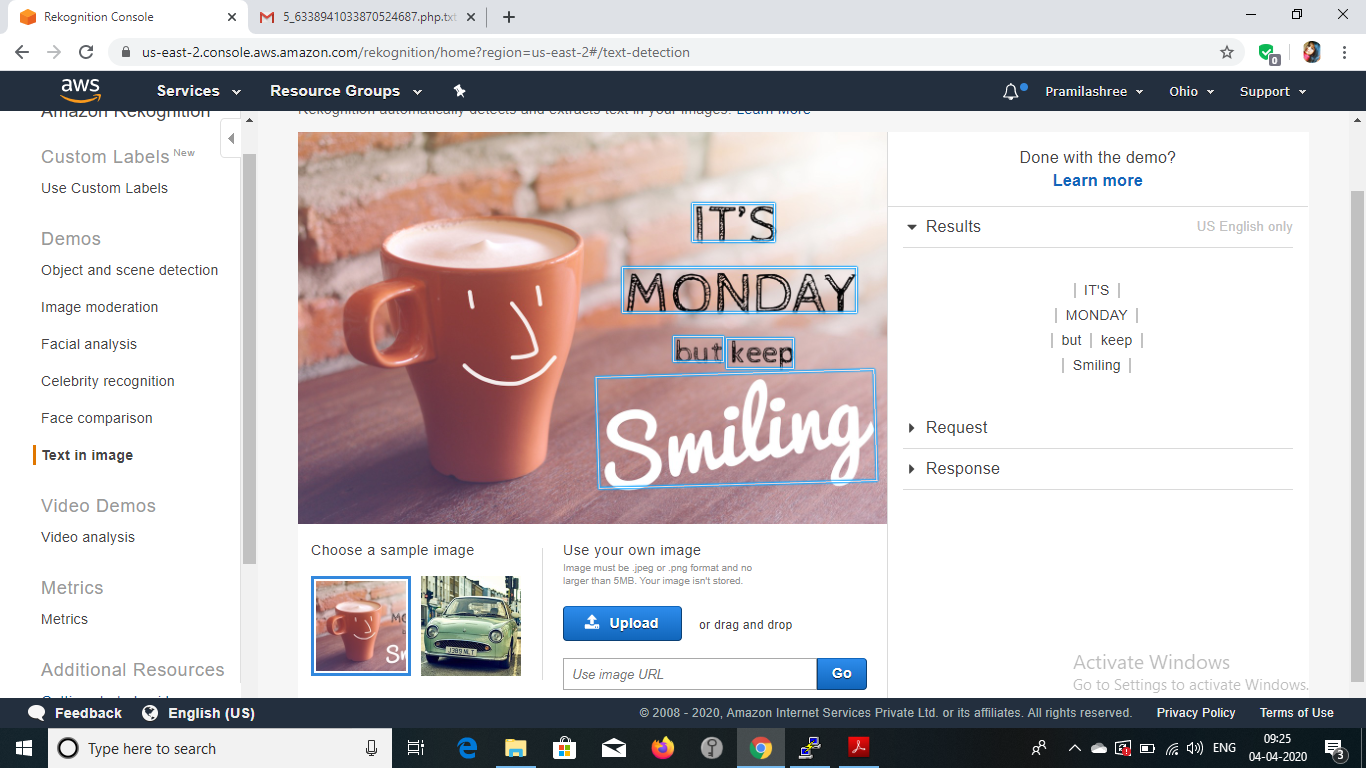 Rekognition Console
5_6338941033870524687.php.txt
us-east-2.console.aws.amazon.com/rekognition/home?region=us-east-2#/text-detection
0
aws
Services
Resource Groups
Pramilashree
Ohio
Support
Amazon Rekognition
Custom Labels New
Use Custom Labels
Demos
Object and scene detection
Image moderation
Facial analysis
Celebrity recognition
Face comparison
Text in image
Video Demos
Video analysis
Metrics
Metrics
Additional Resources
Rekognition automatically detects and extracts text in your images. Learn More
IT'S
MONDAY
but keep
Smiling
Choose a sample image
Use your own image
Image must be .jpeg or .png format and no
larger than 5MB. Your image isn't stored.
Upload
or drag and drop
Use image URL
Go
Done with the demo?
Learn more
Results
US English only
| IT'S |
| MONDAY |
| but | keep |
| Smiling |
Request
Response
Activate Windows
Go to Settings to activate Windows.
Feedback
English (US)
© 2008 - 2020, Amazon Internet Services Private Ltd. or its affiliates. All rights reserved.
Privacy Policy
Terms of Use
Type here to search
ENG
09:25
04-04-2020
3